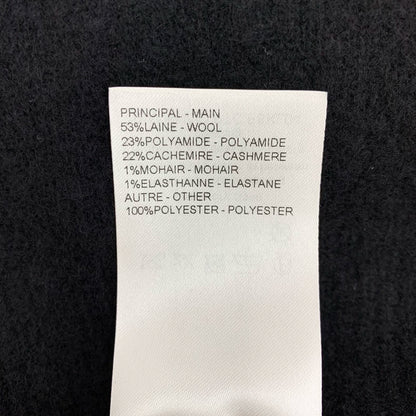 PRINCIPAL - MAIN
53%LAINE - WOOL
23%POLYAMIDE - POLYAMIDE
22%CACHEMIRE - CASHMERE
1%MOHAIR - MOHAIR
1%ELASTHANNE - ELASTANE
AUTRE - OTHER
100%POLYESTER - POLYESTER